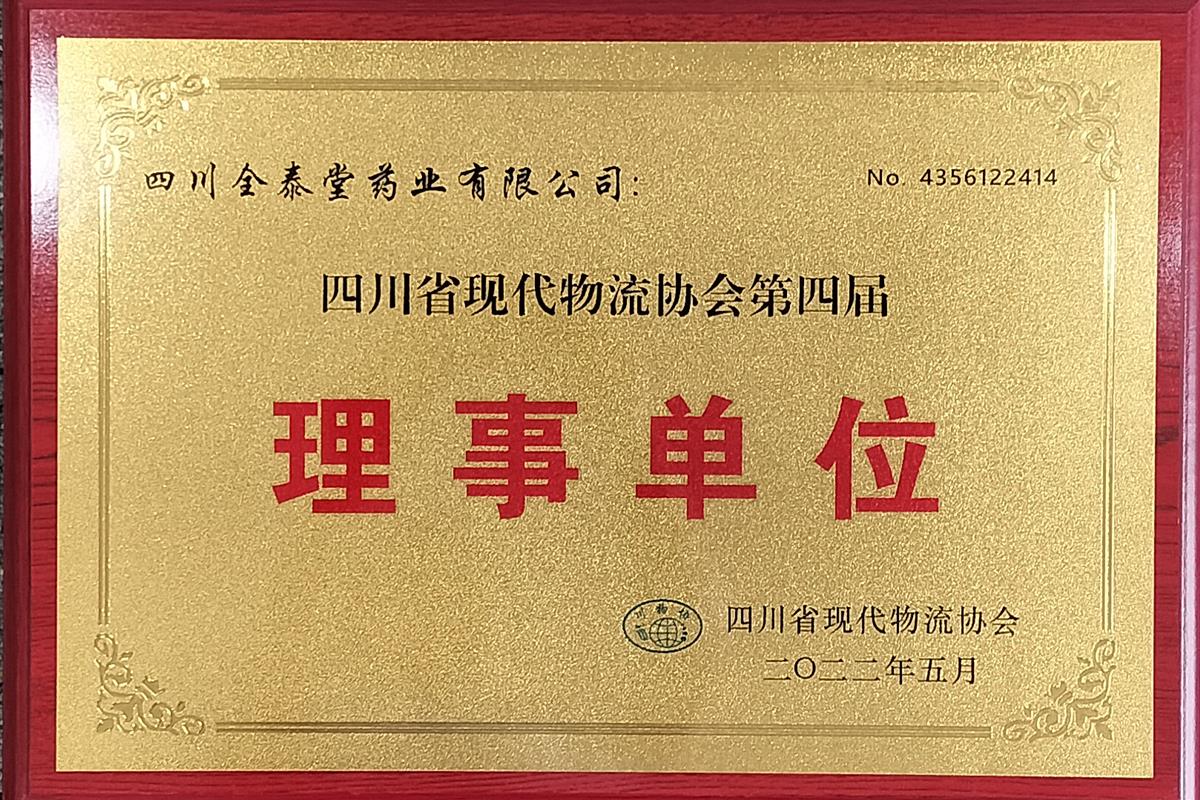 四川全泰堂药业有限公司：
No. 4356122414
四川省现代物流协会第四届
理事单位
四川省现代物流协会
二〇二二年五月